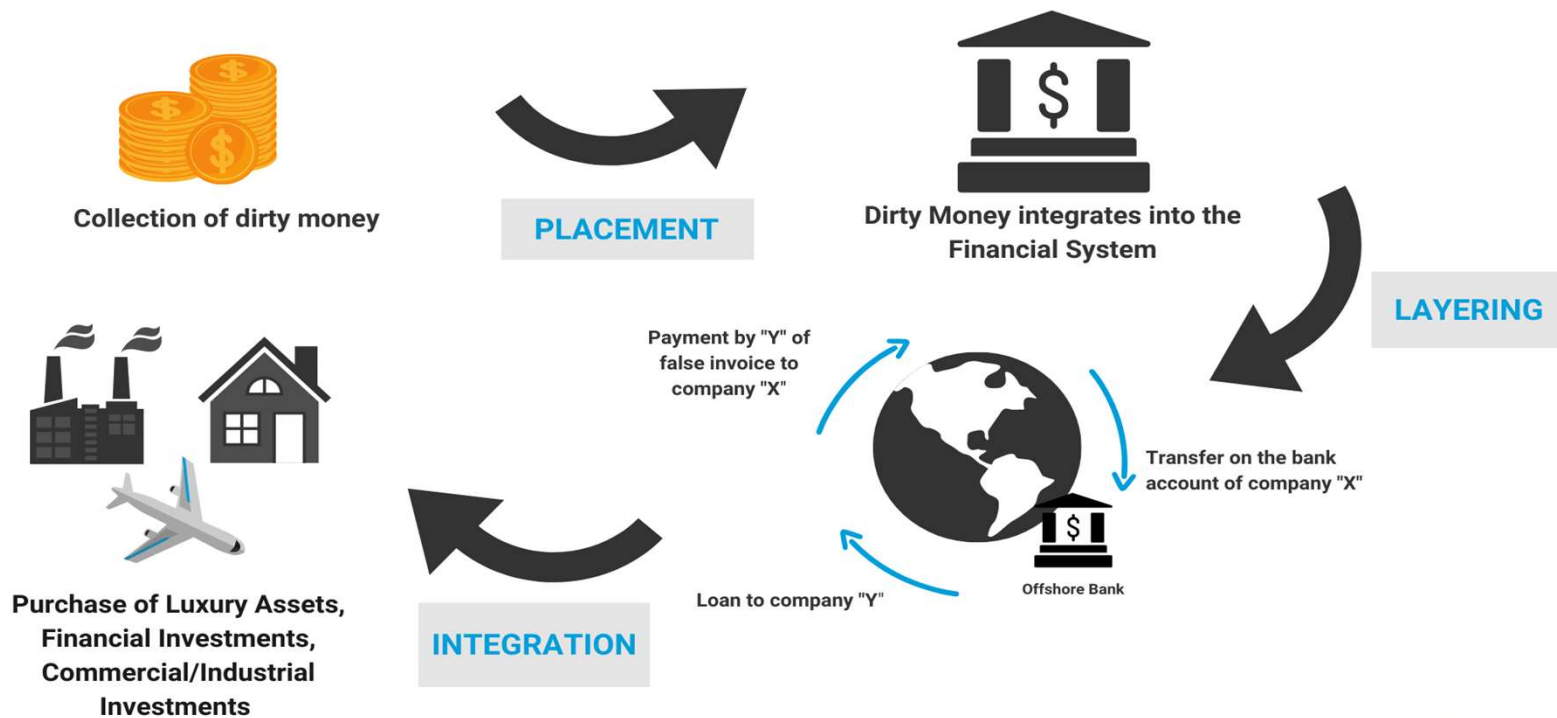 Collection of dirty money
PLACEMENT
Dirty Money integrates into the
Financial System
LAYERING
Payment by "Y" of
false invoice to
company "X"
Transfer on the bank
account of company "X"
Offshore Bank
Loan to company "Y"
INTEGRATION
Purchase of Luxury Assets,
Financial Investments,
Commercial/Industrial
Investments